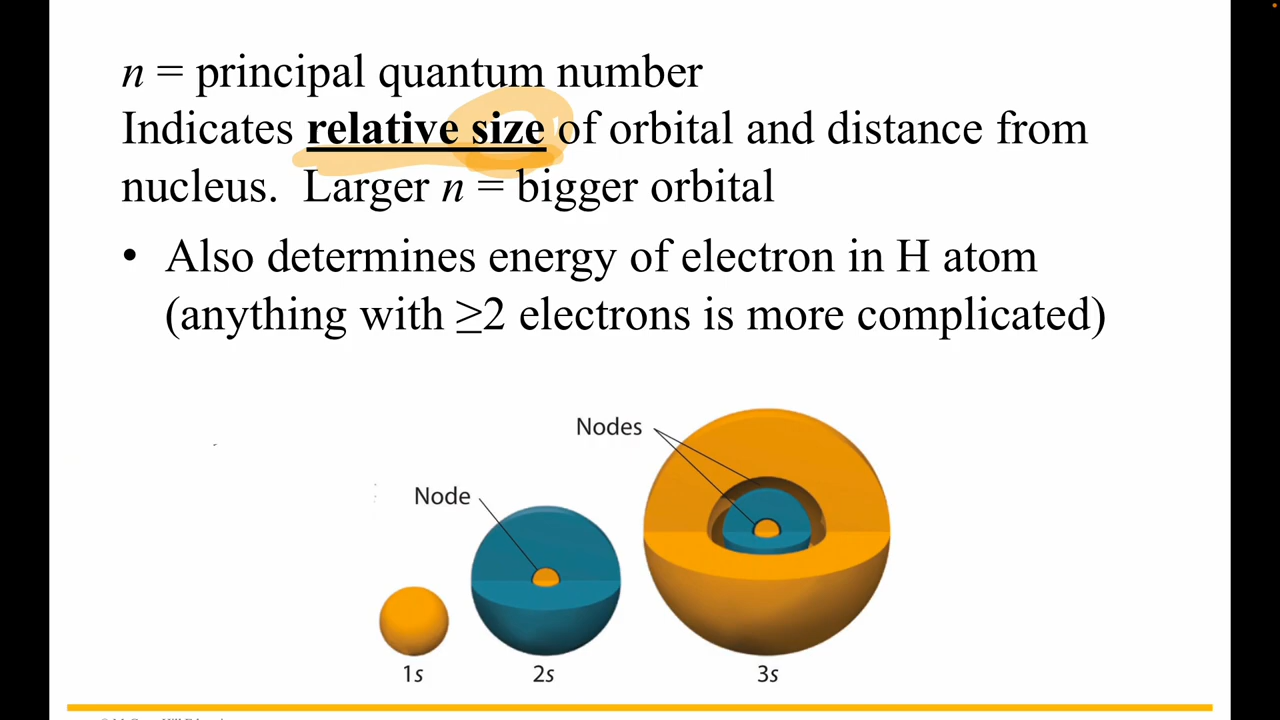 n = principal quantum number
Indicates relative size of orbital and distance from
nucleus. Larger n = bigger orbital
• Also determines energy of electron in H atom
(anything with ≥2 electrons is more complicated)
Nodes
Node
1s
2s
3s